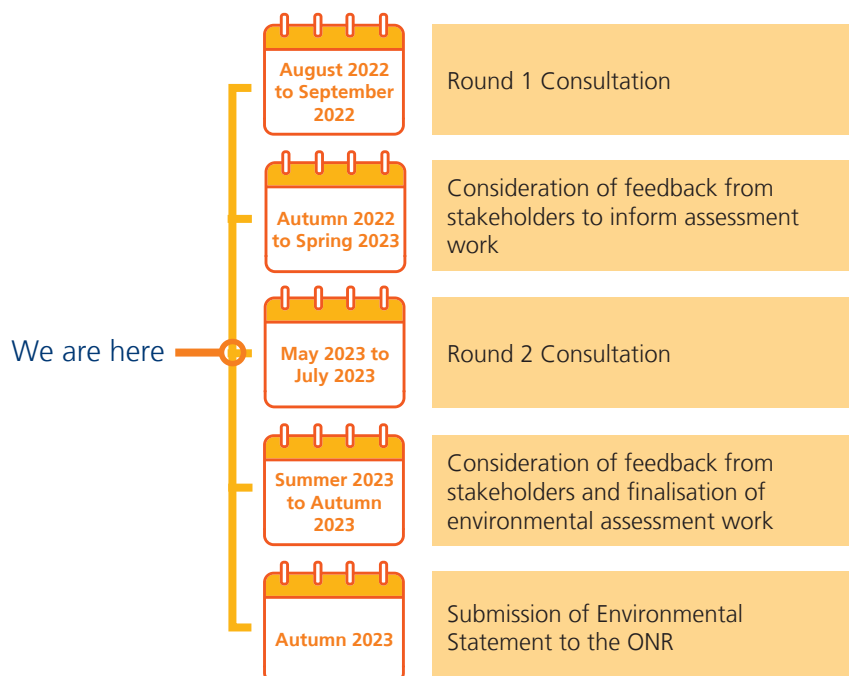 August 2022
to September
2022
Round 1 Consultation
Autumn 2022
to Spring 2023
Consideration of feedback from
stakeholders to inform assessment
work
We are here
May 2023 to
July 2023
Round 2 Consultation
Summer 2023
to Autumn
2023
Consideration of feedback from
stakeholders and finalisation of
environmental assessment work
Autumn 2023
Submission of Environmental
Statement to the ONR